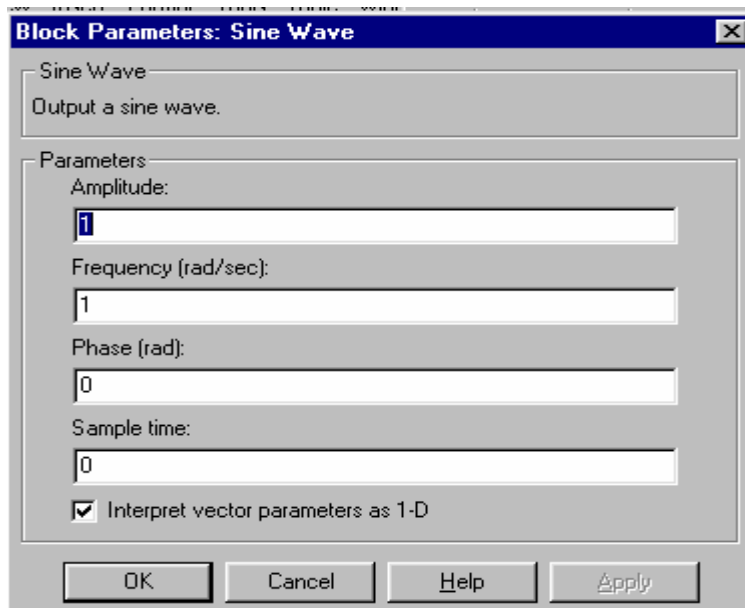 Block Parameters: Sine Wave
Sine Wave
Output a sine wave.
Parameters
Amplitude:
1
Frequency (rad/sec):
1
Phase (rad):
0
Sample time:
0
Interpret vector parameters as 1-D
OK Cancel Help Apply